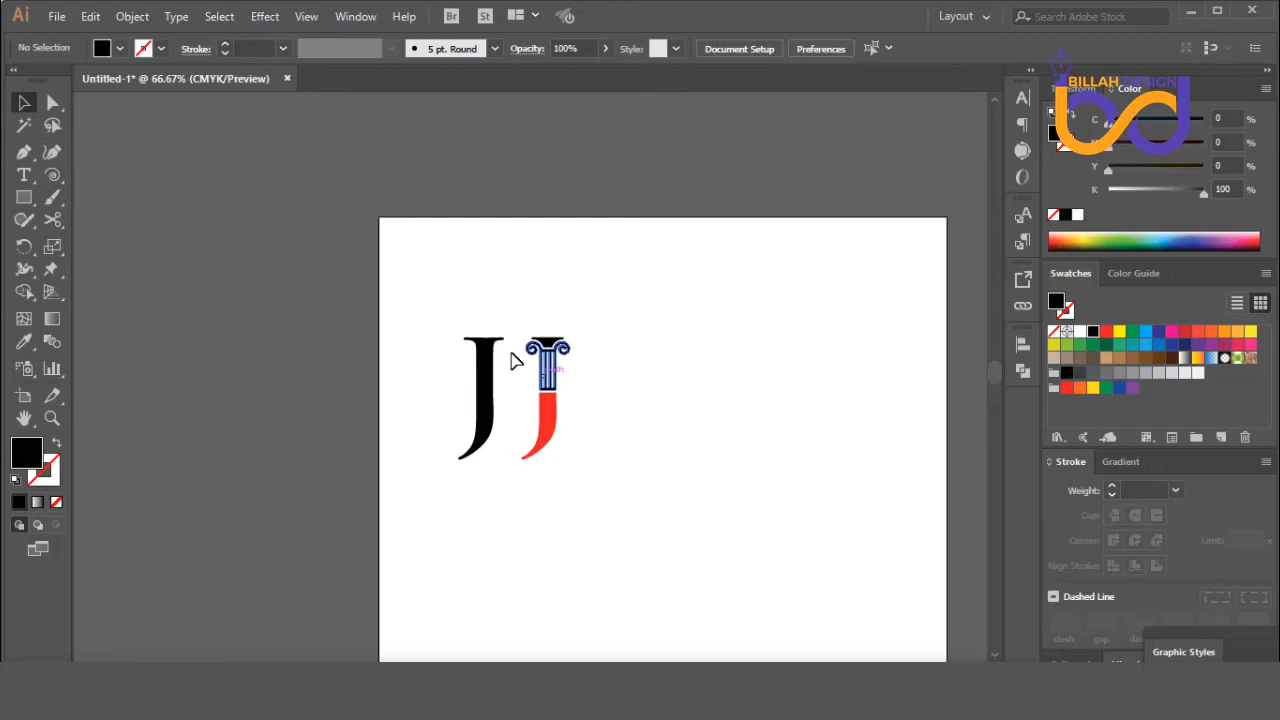 Ai File Edit Object Type Select Effect View Window Help Br St Layout Search Adobe Stock
No Selection Stroke: 5 pt. Round Opacity: 100% Style: Document Setup Preferences
Untitled-1* @ 66.67% (CMYK/Preview)
BILLAH DESIGN
Color
C 0 %
0 %
Y 0 %
K 100 %
Swatches Color Guide
J J
Stroke Gradient
Weight:
Cap:
Corner: Limit: x
Align Stroke:
Dashed Line
dash gap
Graphic Styles